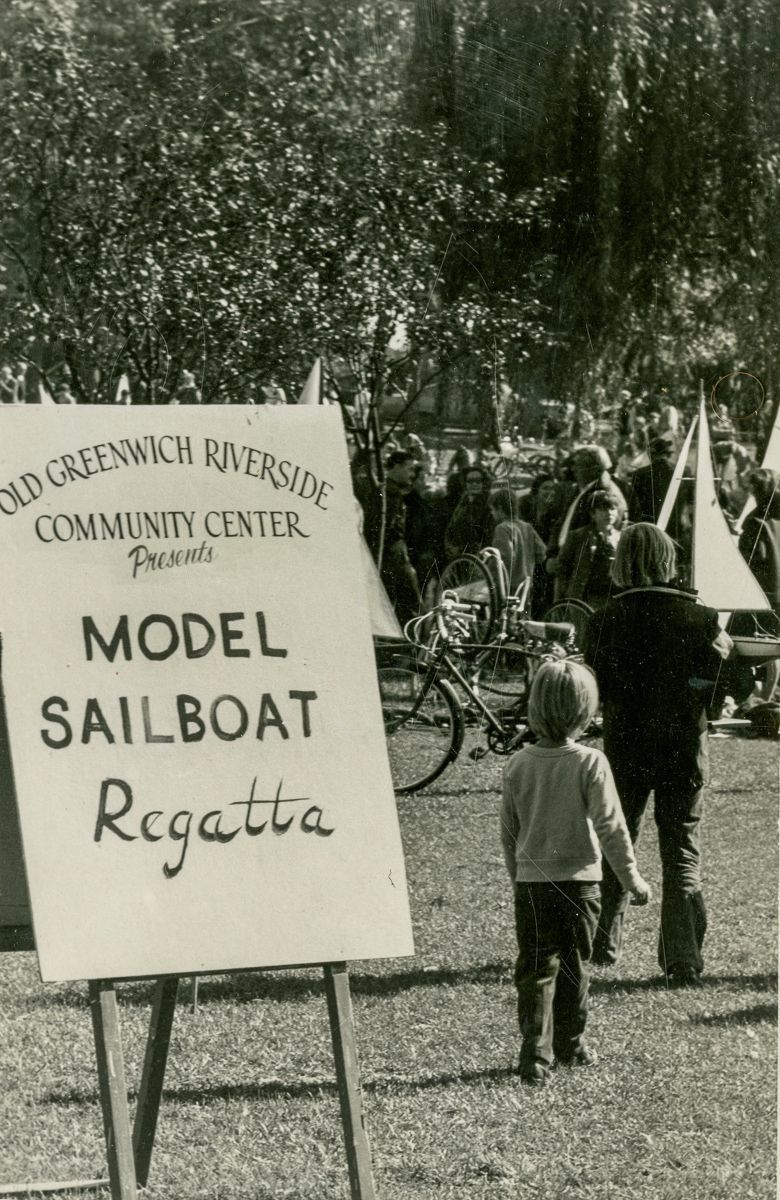 OLD GREENWICH RIVERSIDE
COMMUNITY CENTER
Presents
MODEL
SAILBOAT
Regatta